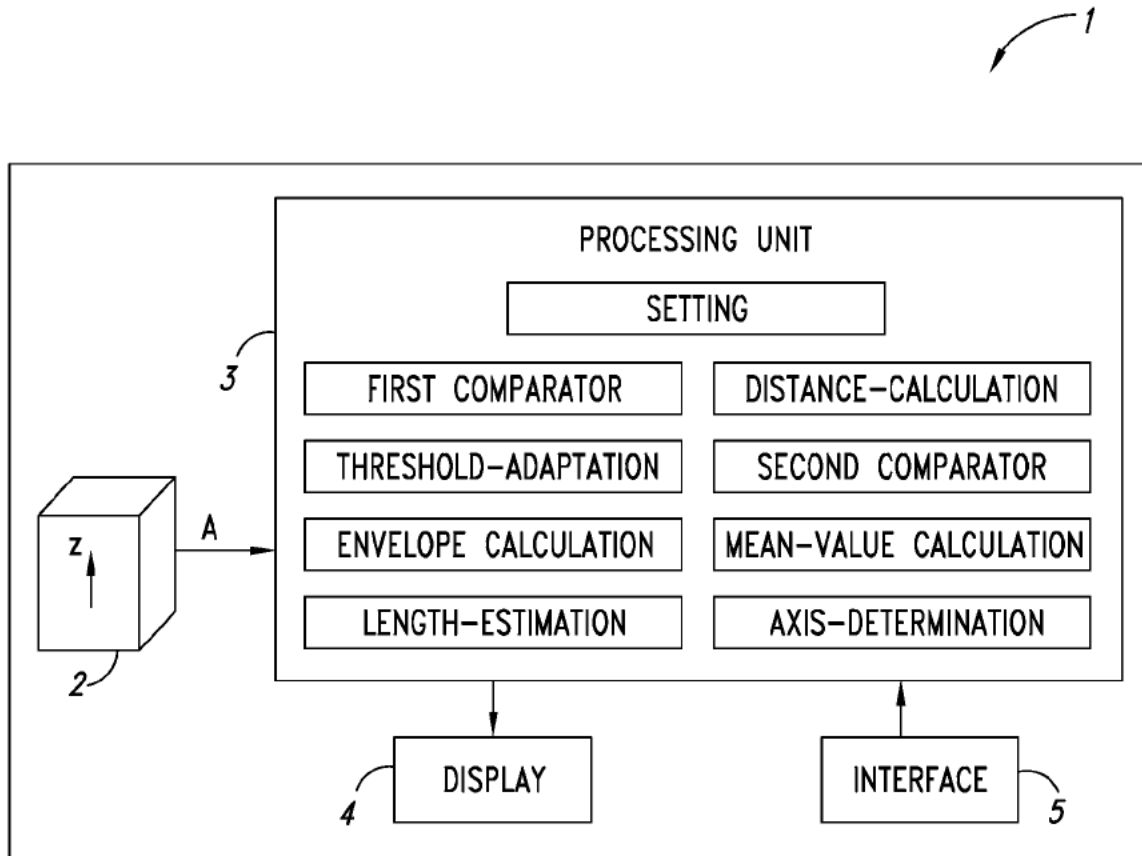 1
PROCESSING UNIT
SETTING
3
FIRST COMPARATOR
DISTANCE-CALCULATION
THRESHOLD-ADAPTATION
SECOND COMPARATOR
A
z
ENVELOPE CALCULATION
MEAN-VALUE CALCULATION
LENGTH-ESTIMATION
AXIS-DETERMINATION
2
DISPLAY
4
INTERFACE
5